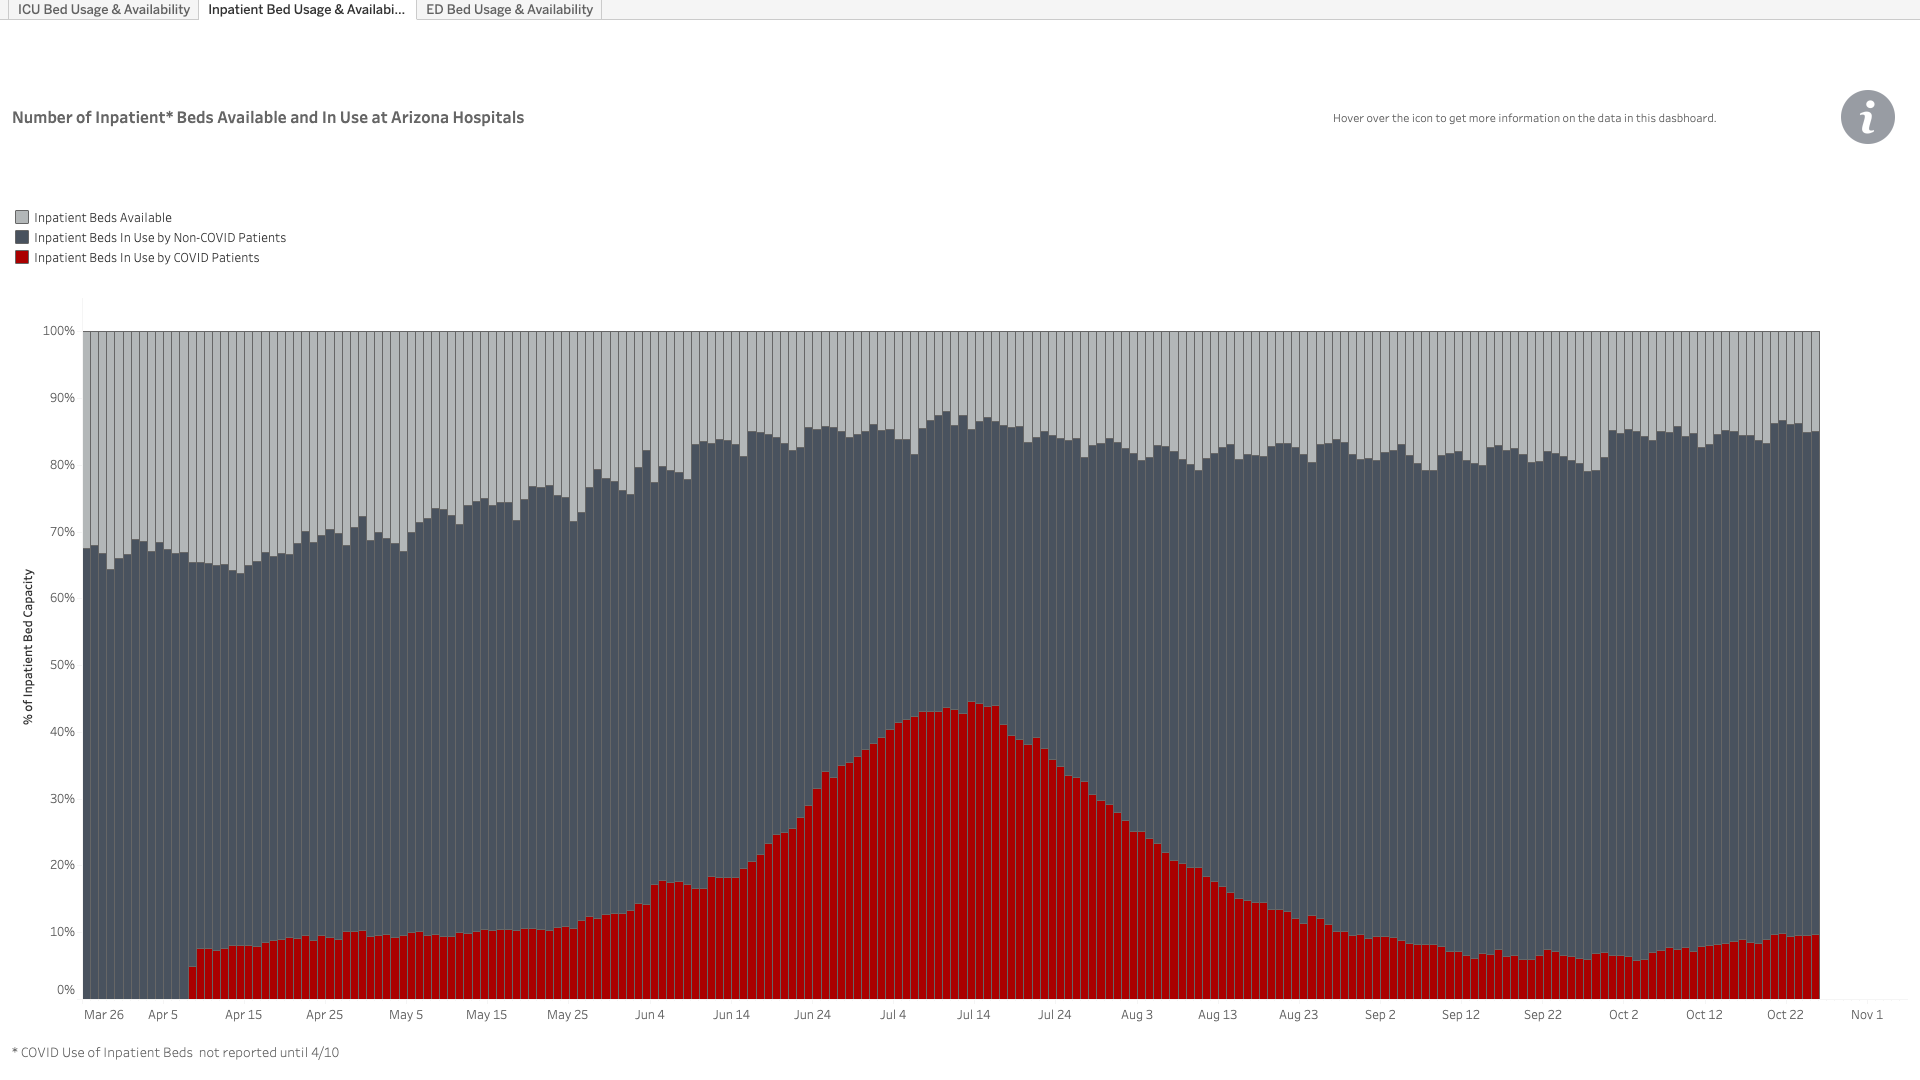 ICU Bed Usage & Availability
Inpatient Bed Usage & Availabi...
ED Bed Usage & Availability
Number of Inpatient* Beds Available and In Use at Arizona Hospitals
Hover over the icon to get more information on the data in this dasbhoard.
i
Inpatient Beds Available
Inpatient Beds In Use by Non-COVID Patients
Inpatient Beds In Use by COVID Patients
% of Inpatient Bed Capacity
100%
90%
80%
70%
60%
50%
40%
30%
20%
10%
0%
Mar 26 Apr 5 Apr 15 Apr 25 May 5 May 15 May 25 Jun 4 Jun 14 Jun 24 Jul 4 Jul 14 Jul 24 Aug 3 Aug 13 Aug 23 Sep 2 Sep 12 Sep 22 Oct 2 Oct 12 Oct 22 Nov 1
* COVID Use of Inpatient Beds  not reported until 4/10